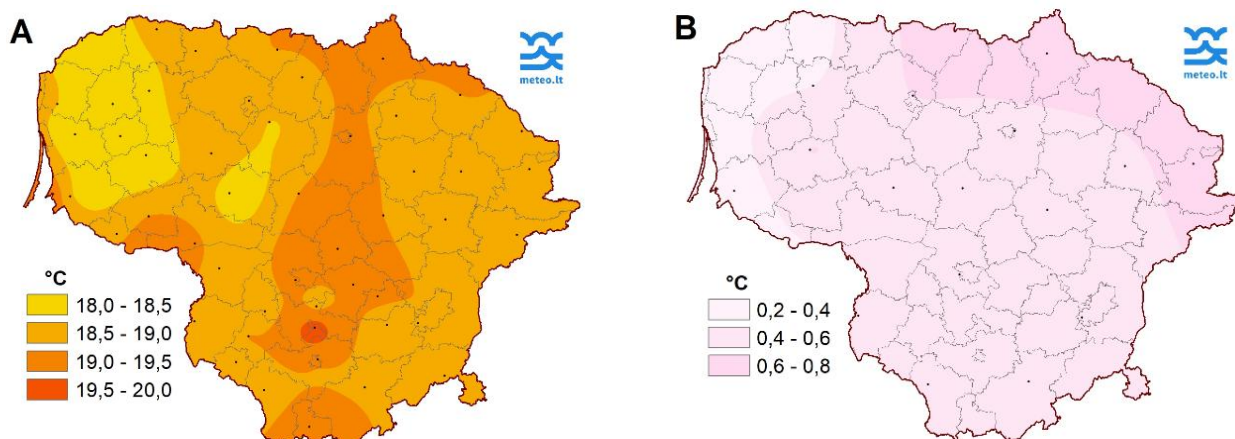 A
meteo.lt
°C
18,0 - 18,5
18,5 - 19,0
19,0 - 19,5
19,5 - 20,0
B
meteo.lt
°C
0,2 - 0,4
0,4 - 0,6
0,6 - 0,8